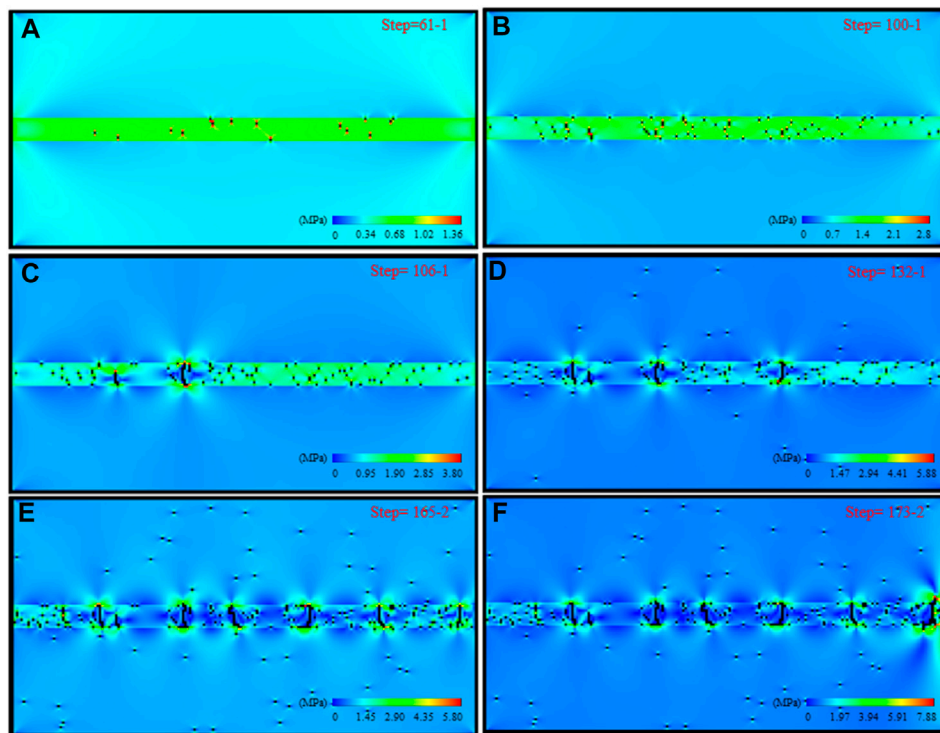 A
Step=61-1
(MPa)
0 0.34 0.68 1.02 1.36
B
Step= 100-1
(MPa)
0 0.7 1.4 2.1 2.8
C
Step= 106-1
(MPa)
0 0.95 1.90 2.85 3.80
D
Step= 132-1
(MPa)
0 1.47 2.94 4.41 5.88
E
Step= 165-2
(MPa)
0 1.45 2.90 4.35 5.80
F
Step= 173-2
(MPa)
0 1.97 3.94 5.91 7.88